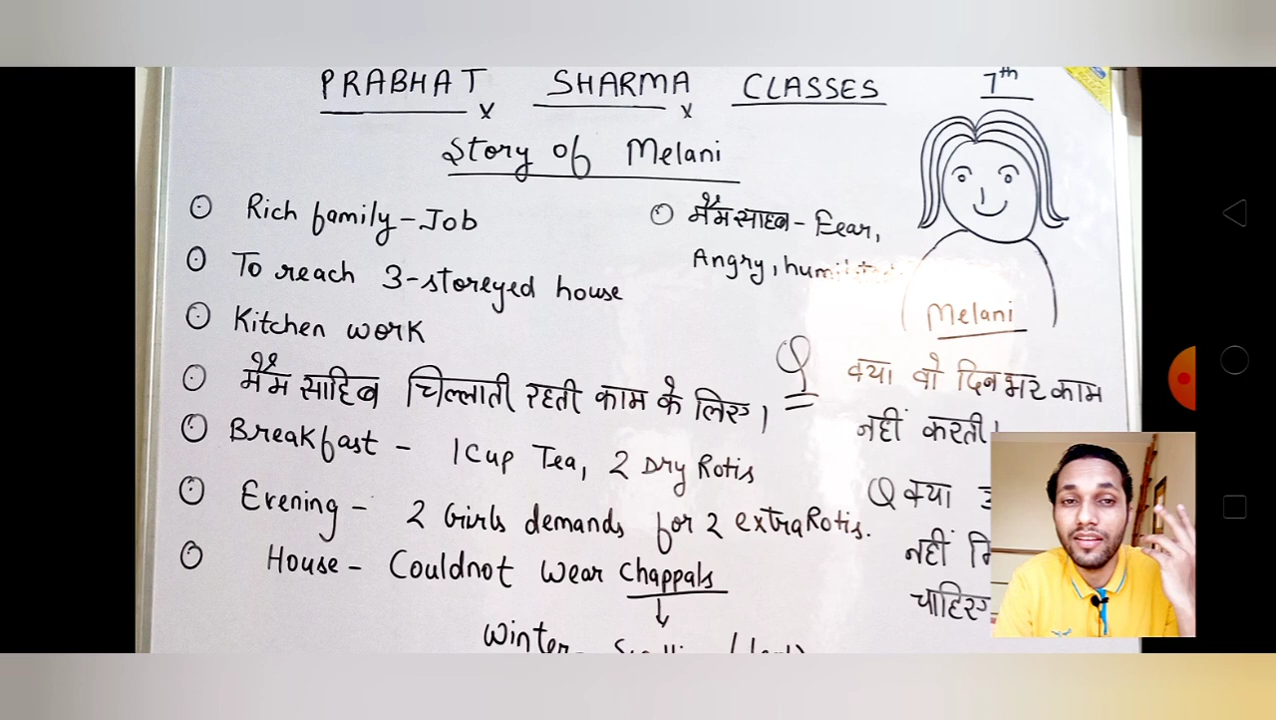 PRABHAT x SHARMA x CLASSES
7th
Story of Melani
Rich family - Job
To reach 3-storeyed house
Kitchen work
मैंम साहिब चिल्लाती रहती काम के लिए।
Breakfast - 1 Cup Tea, 2 Dry Rotis
Evening - 2 Girls demands for 2 extra Rotis.
House - Couldnot wear Chappals
Winter
मैंमसाहब - Fear,
Angry,
Melani
Q क्या वो दिनभर काम
नहीं करती।
Q क्या
नहीं
चाहिए